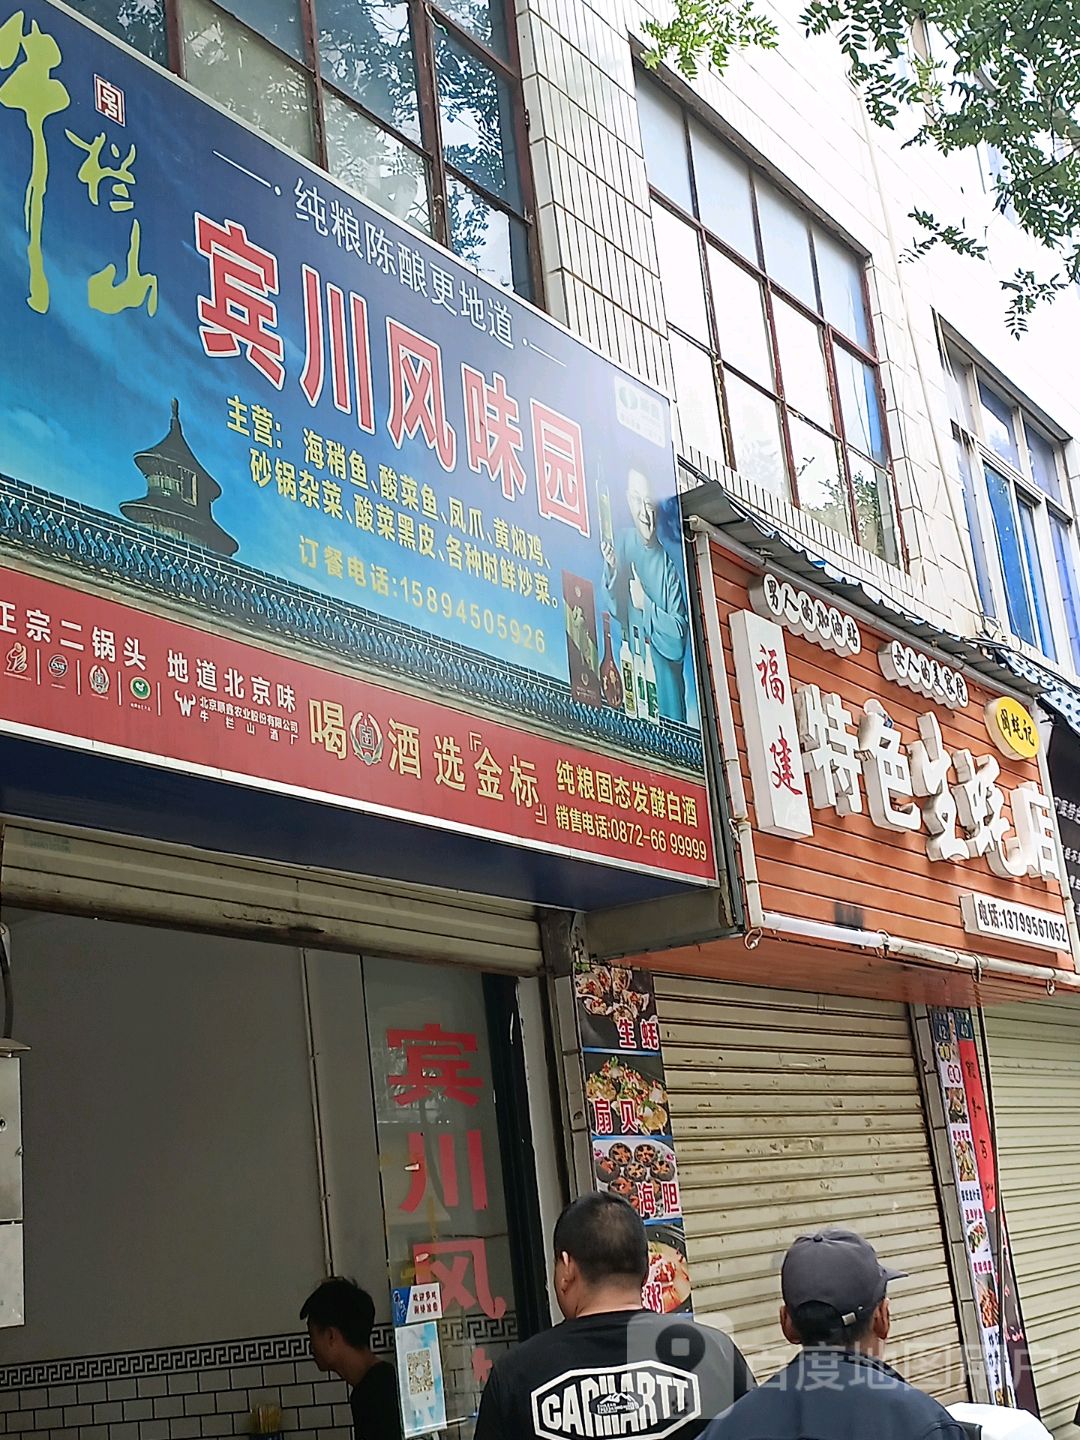 牛栏山
一·纯粮陈酿更地道·一
宾川风味园
主营：海稍鱼、酸菜鱼、凤爪、黄焖鸡、
砂锅杂菜、酸菜黑皮、各种时鲜炒菜。
订餐电话:15894505926
正宗二锅头 地道北京味
北京顺鑫农业股份有限公司
牛栏山酒厂
喝 酒 选「金标」
纯粮固态发酵白酒
销售电话:0872-66 99999
男人的加油站
女人的美容院
福建
特色生蚝店
电话:13799567052
生蚝
扇贝
海胆
粥
宾川风
CARHARTT
百度地图用户